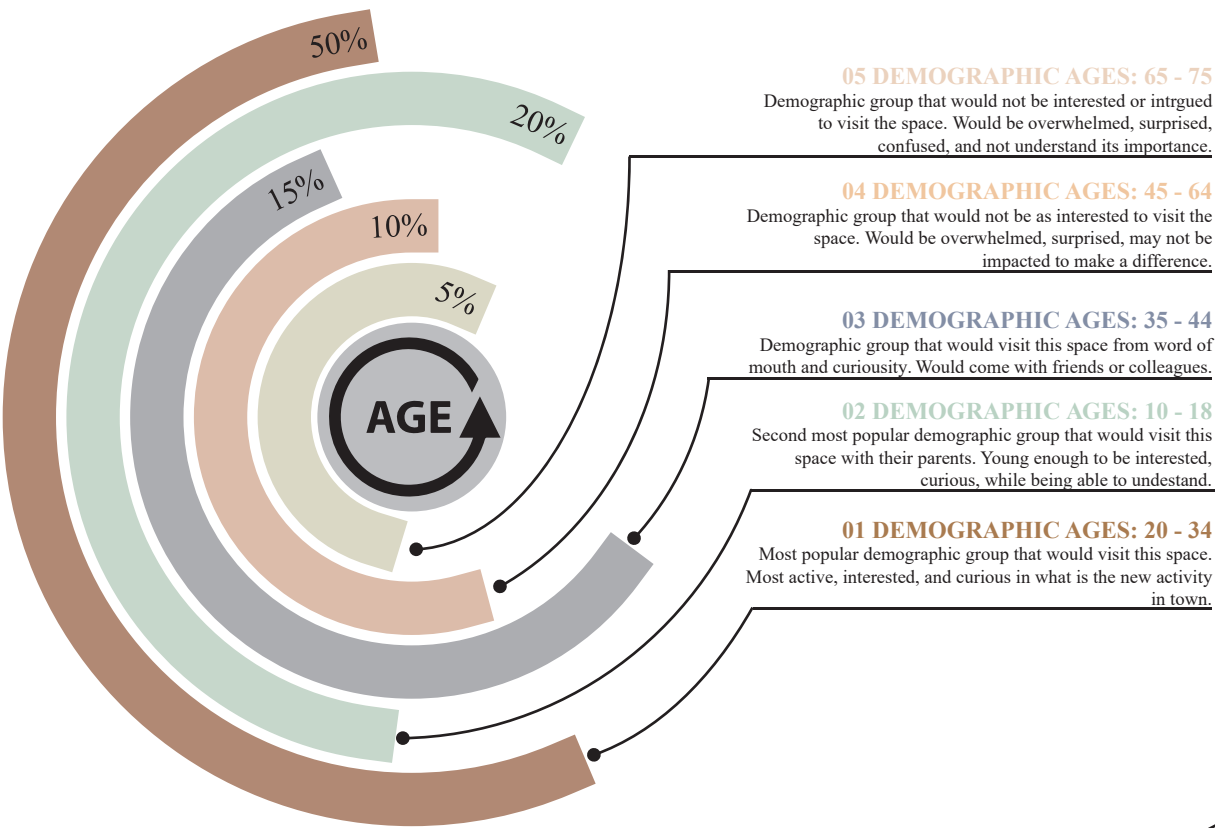 50%
20%
15%
10%
5%
AGE
05 DEMOGRAPHIC AGES: 65 - 75
Demographic group that would not be interested or intrgued
to visit the space. Would be overwhelmed, surprised,
confused, and not understand its importance.
04 DEMOGRAPHIC AGES: 45 - 64
Demographic group that would not be as interested to visit the
space. Would be overwhelmed, surprised, may not be
impacted to make a difference.
03 DEMOGRAPHIC AGES: 35 - 44
Demographic group that would visit this space from word of
mouth and curiousity. Would come with friends or colleagues.
02 DEMOGRAPHIC AGES: 10 - 18
Second most popular demographic group that would visit this
space with their parents. Young enough to be interested,
curious, while being able to undestand.
01 DEMOGRAPHIC AGES: 20 - 34
Most popular demographic group that would visit this space.
Most active, interested, and curious in what is the new activity
in town.